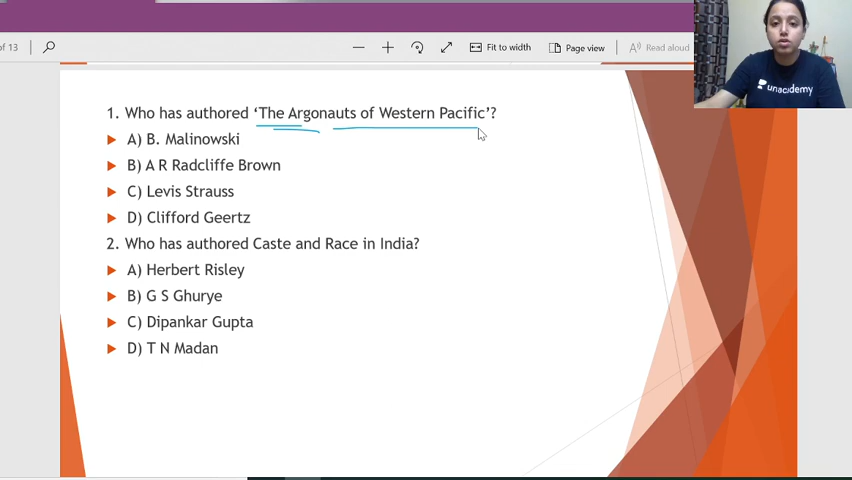 of 13
Fit to width
Page view
Read aloud
unacademy
1. Who has authored ‘The Argonauts of Western Pacific’?
A) B. Malinowski
B) A R Radcliffe Brown
C) Levis Strauss
D) Clifford Geertz
2. Who has authored Caste and Race in India?
A) Herbert Risley
B) G S Ghurye
C) Dipankar Gupta
D) T N Madan